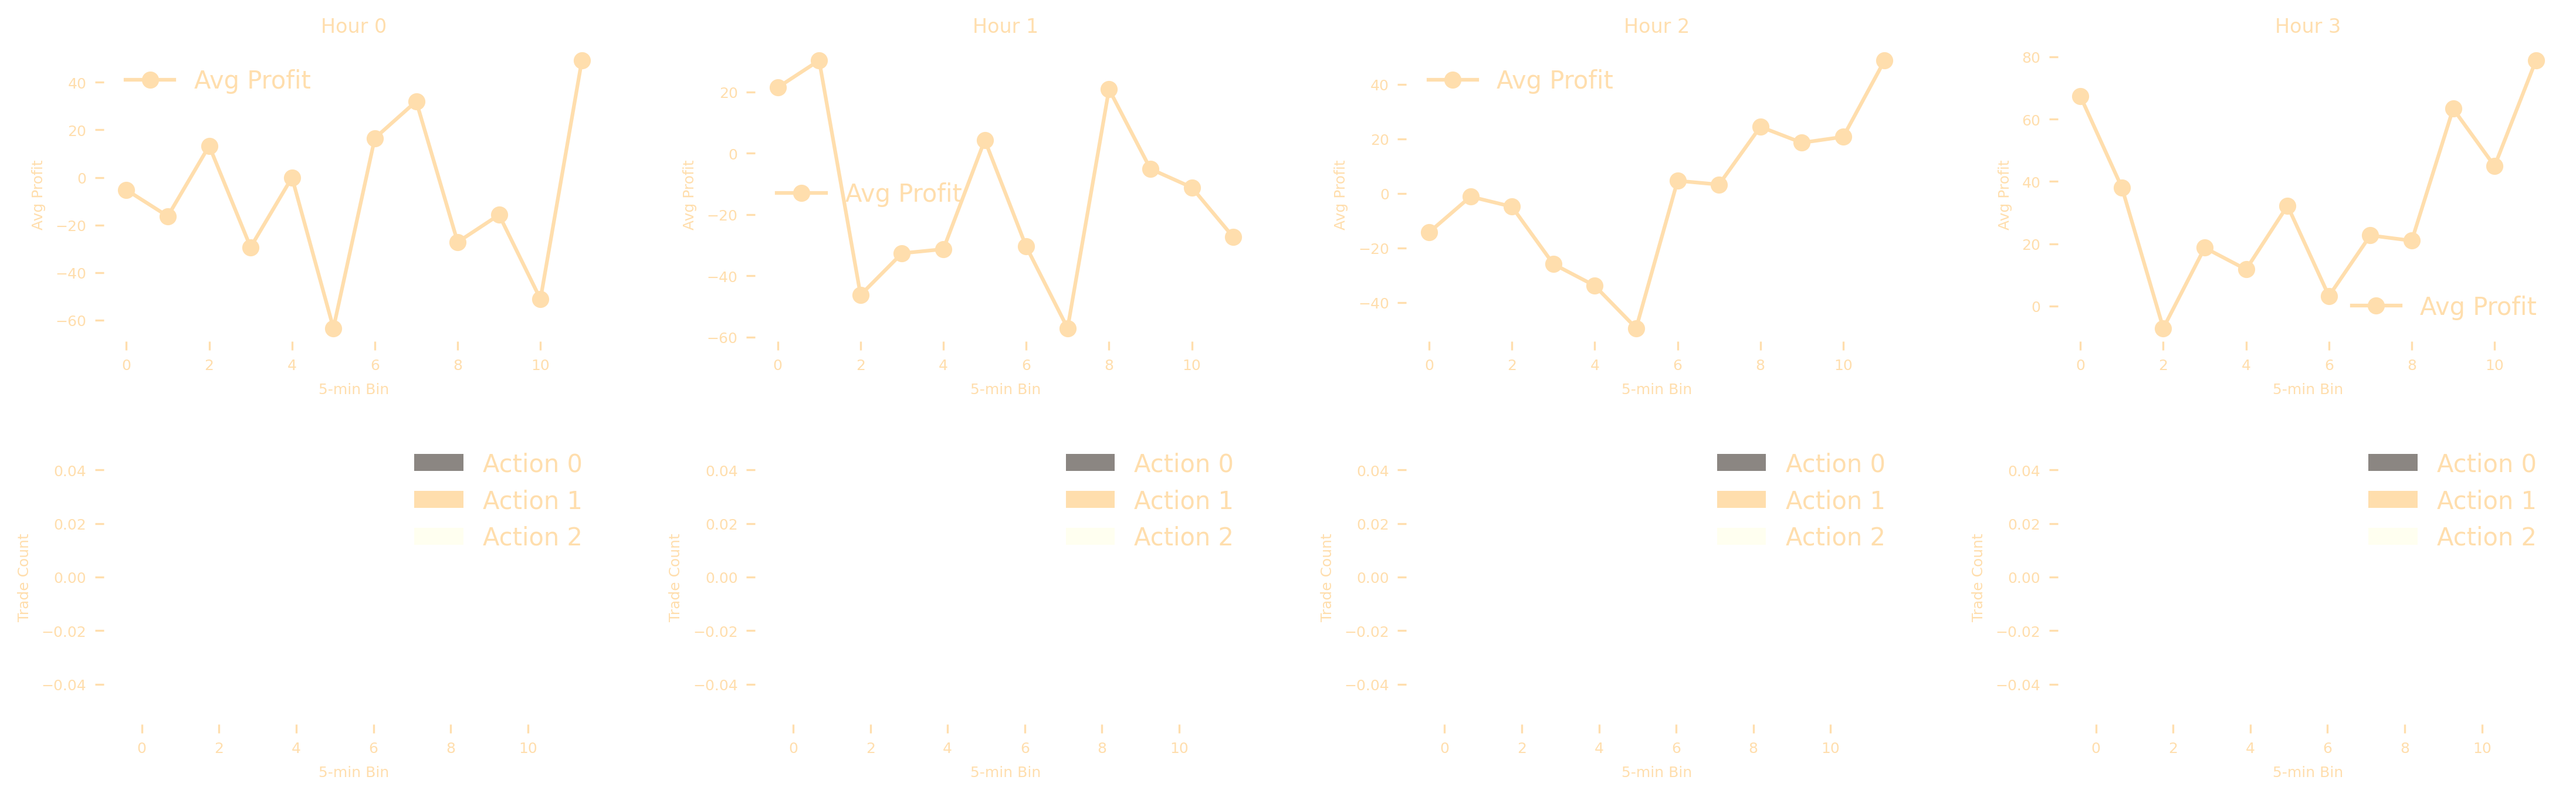 Hour 0
Avg Profit
40
20
0
−20
−40
−60
Avg Profit
0 2 4 6 8 10
5-min Bin
Hour 1
Avg Profit
20
0
−20
−40
−60
Avg Profit
0 2 4 6 8 10
5-min Bin
Hour 2
Avg Profit
40
20
0
−20
−40
Avg Profit
0 2 4 6 8 10
5-min Bin
Hour 3
Avg Profit
80
60
40
20
0
Avg Profit
0 2 4 6 8 10
5-min Bin
Trade Count
0.04
0.02
0.00
−0.02
−0.04
Action 0
Action 1
Action 2
0 2 4 6 8 10
5-min Bin
Trade Count
0.04
0.02
0.00
−0.02
−0.04
Action 0
Action 1
Action 2
0 2 4 6 8 10
5-min Bin
Trade Count
0.04
0.02
0.00
−0.02
−0.04
Action 0
Action 1
Action 2
0 2 4 6 8 10
5-min Bin
Trade Count
0.04
0.02
0.00
−0.02
−0.04
Action 0
Action 1
Action 2
0 2 4 6 8 10
5-min Bin